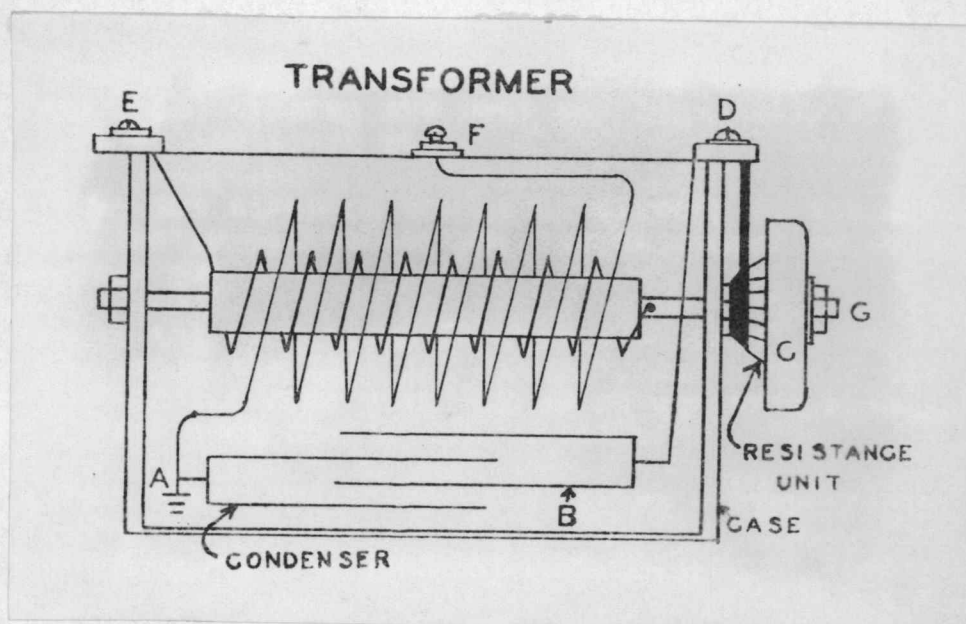 TRANSFORMER
E
F
D
G
C
RESISTANCE
UNIT
A
B
CASE
CONDENSER